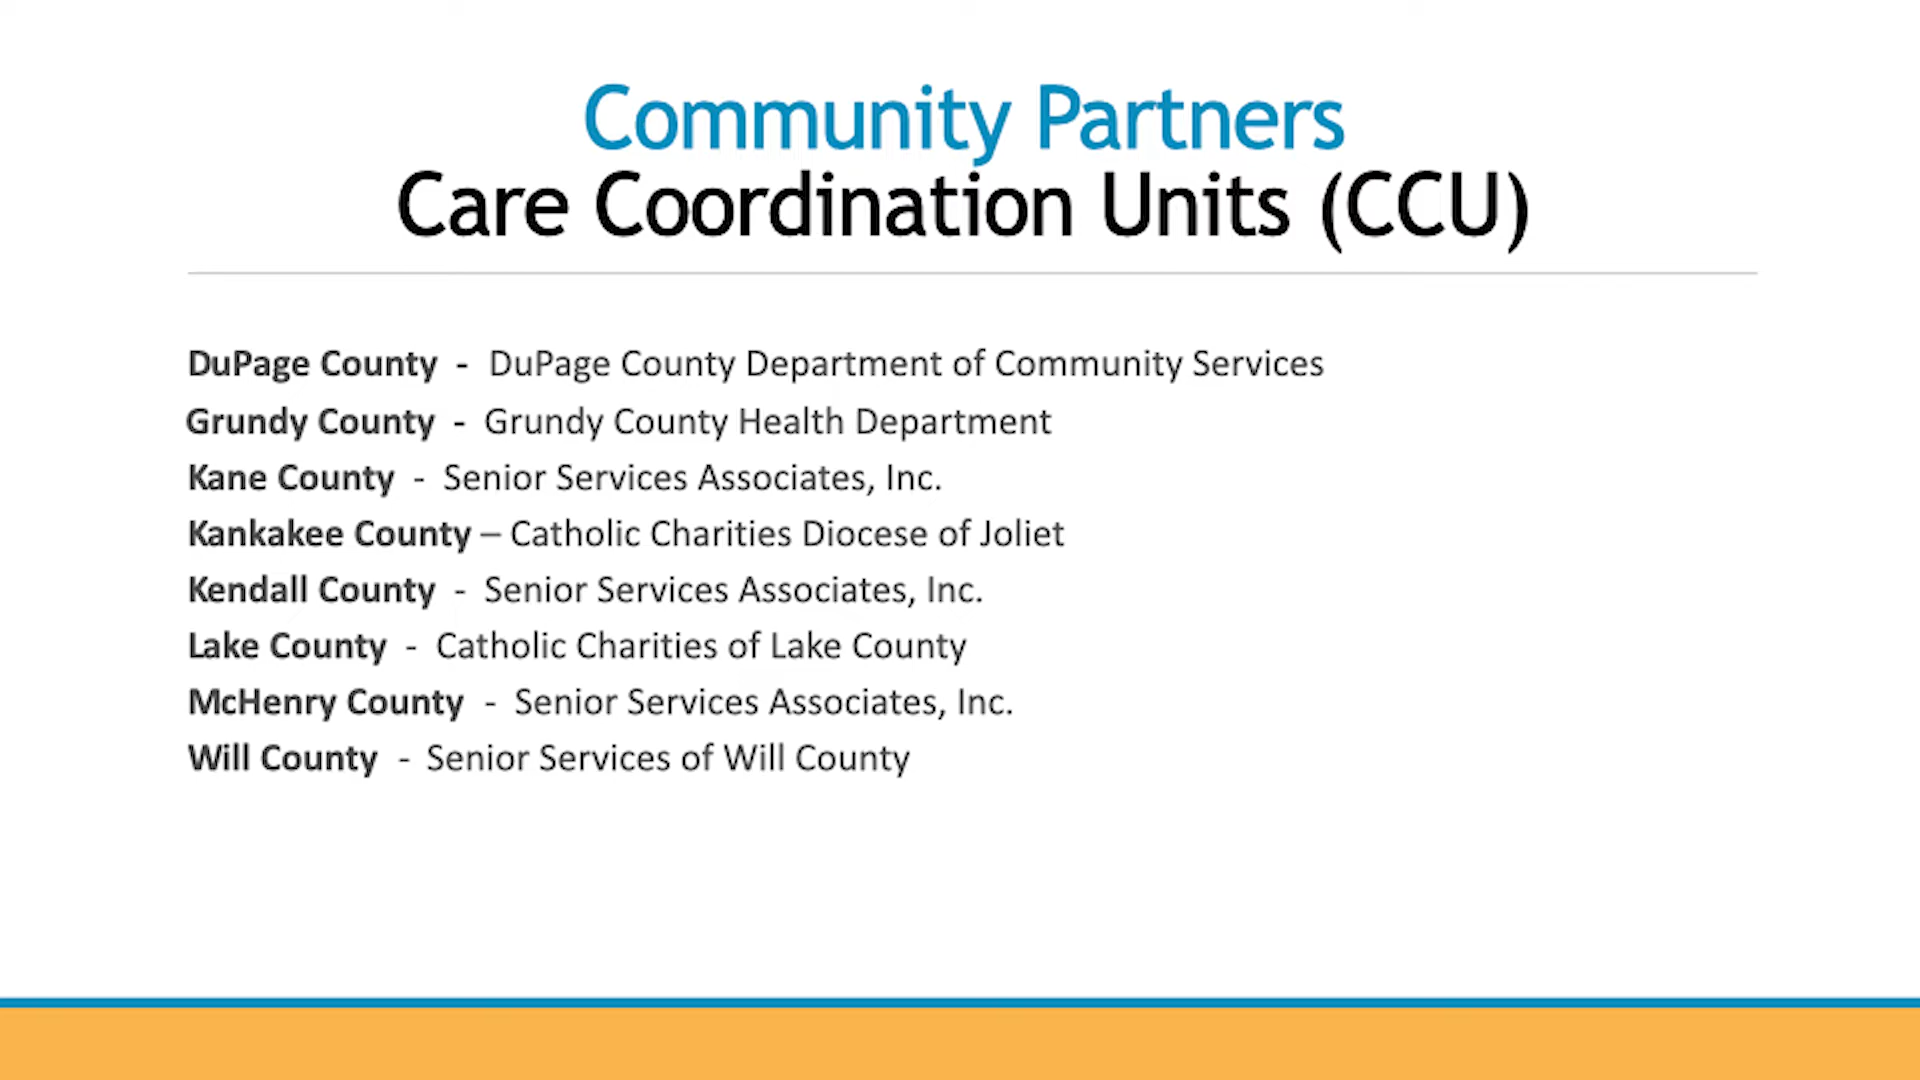 Community Partners
Care Coordination Units (CCU)
DuPage County - DuPage County Department of Community Services
Grundy County - Grundy County Health Department
Kane County - Senior Services Associates, Inc.
Kankakee County – Catholic Charities Diocese of Joliet
Kendall County - Senior Services Associates, Inc.
Lake County - Catholic Charities of Lake County
McHenry County - Senior Services Associates, Inc.
Will County - Senior Services of Will County